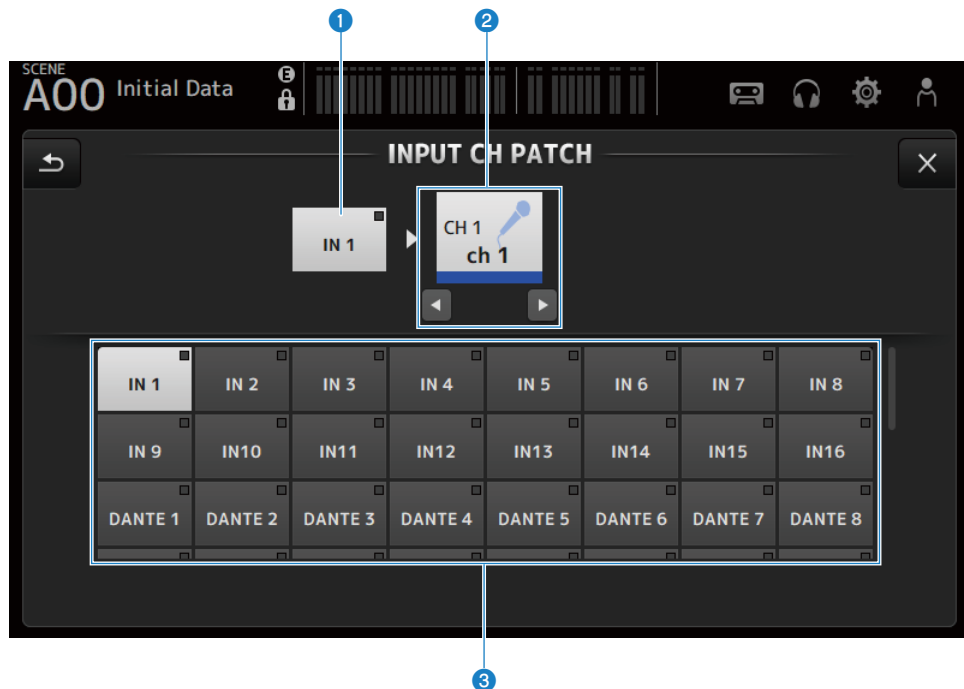 1 2
SCENE
A00 Initial Data E
INPUT CH PATCH
IN 1
CH 1
ch 1
IN 1 IN 2 IN 3 IN 4 IN 5 IN 6 IN 7 IN 8
IN 9 IN10 IN11 IN12 IN13 IN14 IN15 IN16
DANTE 1 DANTE 2 DANTE 3 DANTE 4 DANTE 5 DANTE 6 DANTE 7 DANTE 8
3